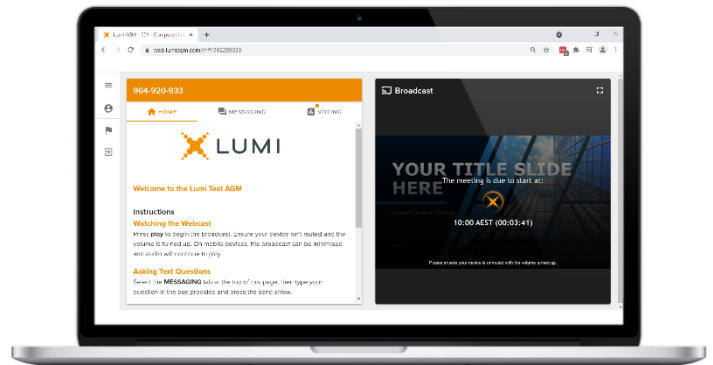 964-920-933
HOME
MESSAGING
VOTING
LUMI
Welcome to the Lumi Test AGM
Instructions
Watching the Webcast
Press play to begin the broadcast. Ensure your device isn't muted and the
volume is turned up. On mobile devices, the broadcast can be minimised
and audio will continue to play.
Asking Text Questions
Select the MESSAGING tab at the top of this page, then type your
question in the box provided and press the send arrow.
Broadcast
YOUR TITLE SLIDE
HERE
The meeting is due to start at:
10:00 AEST (00:03:41)
Please ensure your device is unmuted with the volume turned up.